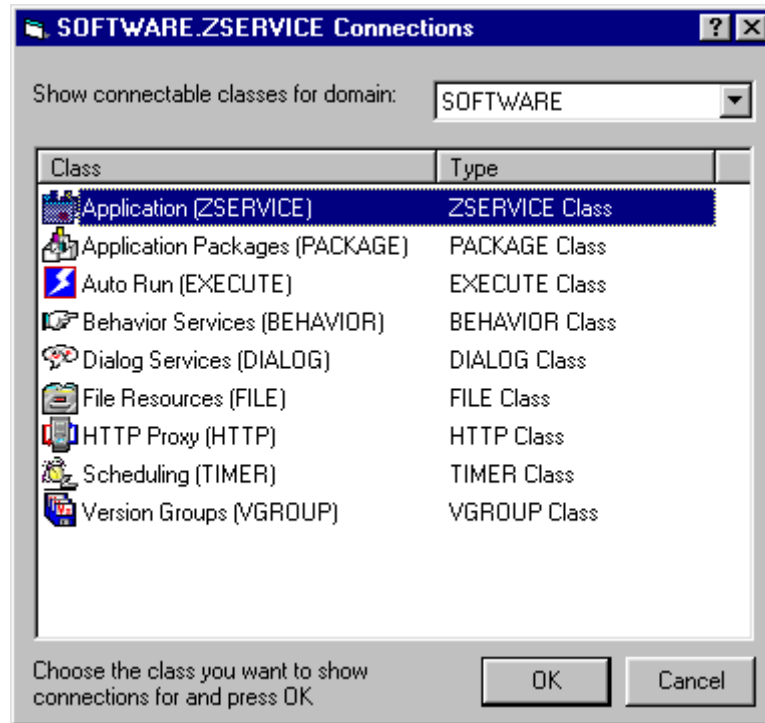 SOFTWARE.ZSERVICE Connections
Show connectable classes for domain: SOFTWARE
Class Type
Application (ZSERVICE) ZSERVICE Class
Application Packages (PACKAGE) PACKAGE Class
Auto Run (EXECUTE) EXECUTE Class
Behavior Services (BEHAVIOR) BEHAVIOR Class
Dialog Services (DIALOG) DIALOG Class
File Resources (FILE) FILE Class
HTTP Proxy (HTTP) HTTP Class
Scheduling (TIMER) TIMER Class
Version Groups (VGROUP) VGROUP Class
Choose the class you want to show
connections for and press OK
OK Cancel